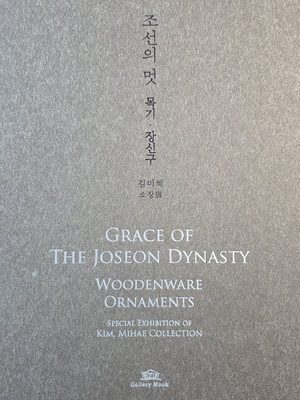 조선의 멋
목기·장신구
김미혜
소장展
GRACE OF
THE JOSEON DYNASTY
WOODENWARE
ORNAMENTS
SPECIAL EXHIBITION OF
KIM, MIHAE COLLECTION
Gallery Mook